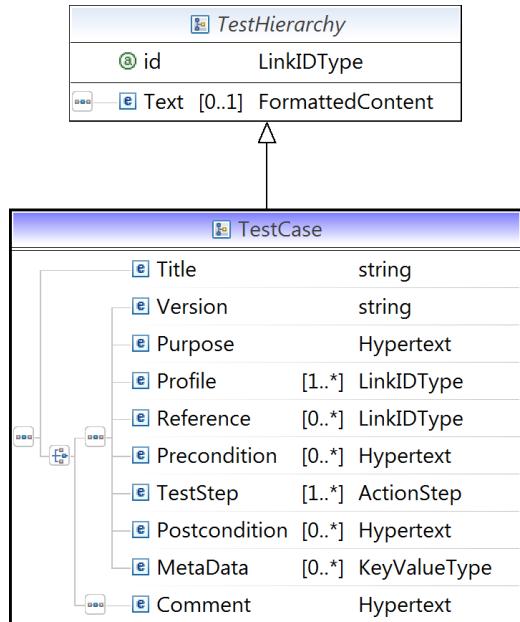 TestHierarchy
a id LinkIDType
e Text [0..1] FormattedContent
TestCase
e Title string
e Version string
e Purpose Hypertext
e Profile [1..*] LinkIDType
e Reference [0..*] LinkIDType
e Precondition [0..*] Hypertext
e TestStep [1..*] ActionStep
e Postcondition [0..*] Hypertext
e MetaData [0..*] KeyValueType
e Comment Hypertext